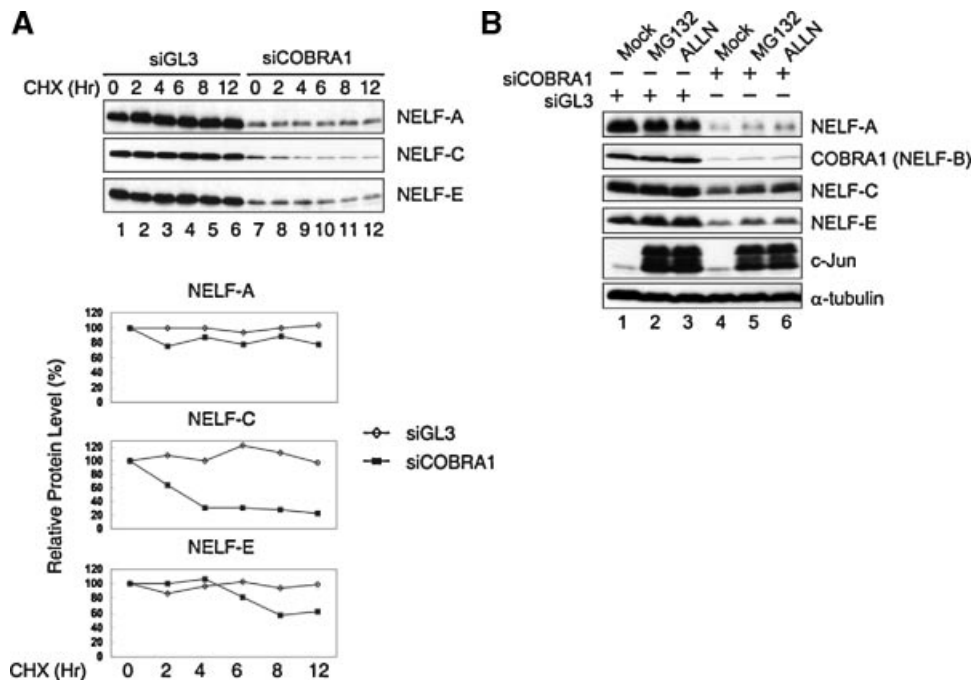 A
siGL3 siCOBRA1
CHX (Hr) 0 2 4 6 8 12 0 2 4 6 8 12
NELF-A
NELF-C
NELF-E
1 2 3 4 5 6 7 8 9 10 11 12
NELF-A
120
100
80
60
40
20
0
NELF-C
120
100
80
60
40
20
0
NELF-E
120
100
80
60
40
20
0
Relative Protein Level (%)
CHX (Hr) 0 2 4 6 8 12
siGL3
siCOBRA1
B
Mock MG132 ALLN Mock MG132 ALLN
siCOBRA1 – – – + + +
siGL3 + + + – – –
NELF-A
COBRA1 (NELF-B)
NELF-C
NELF-E
c-Jun
α-tubulin
1 2 3 4 5 6